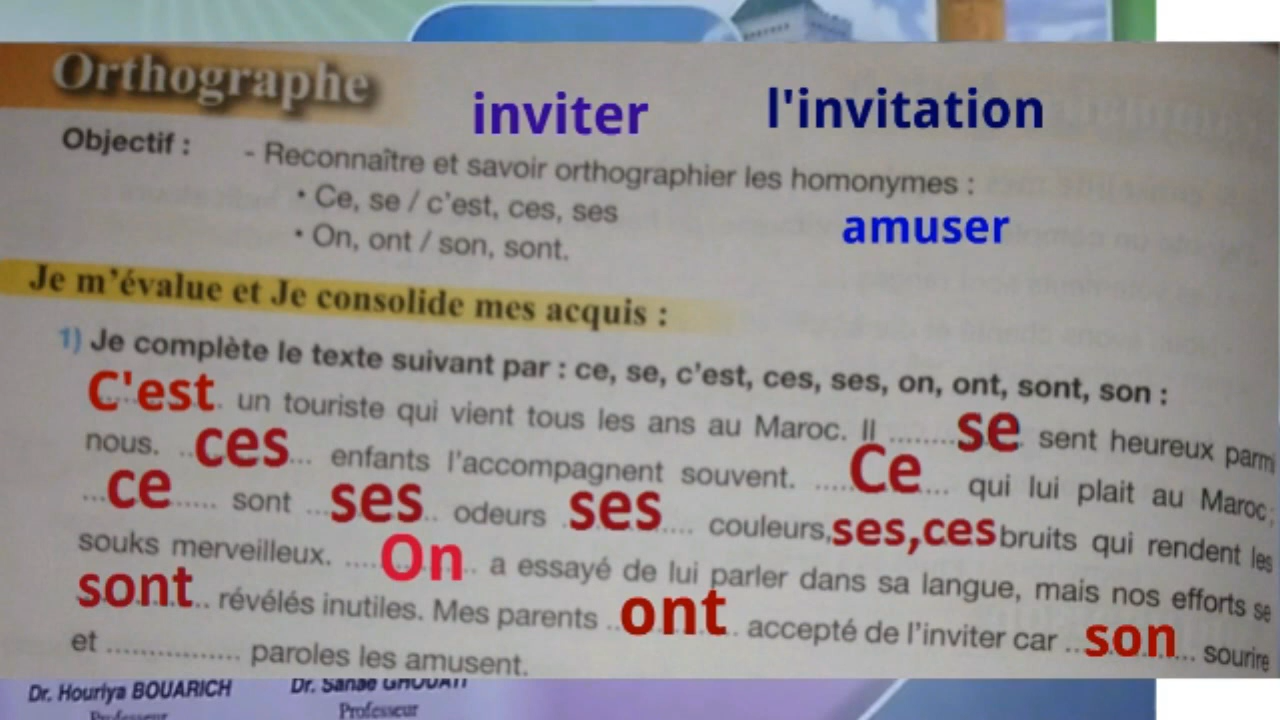 Orthographe
inviter l'invitation
Objectif : - Reconnaître et savoir orthographier les homonymes :
• Ce, se / c'est, ces, ses
amuser
• On, ont / son, sont.
Je m'évalue et Je consolide mes acquis :
1) Je complète le texte suivant par : ce, se, c'est, ces, ses, on, ont, sont, son :
C'est un touriste qui vient tous les ans au Maroc. Il ........ se sent heureux parmi
nous. ..ces... enfants l'accompagnent souvent. .....Ce.... qui lui plait au Maroc;
...ce...... sont ...ses.. odeurs .ses.... couleurs,ses,ces bruits qui rendent les
souks merveilleux. ....On.. a essayé de lui parler dans sa langue, mais nos efforts se
sont.. révélés inutiles. Mes parents ..ont. accepté de l'inviter car ..son... sourire
et ................ paroles les amusent.
Dr. Houriya BOUARICH Dr. Sanae GHOUATI
Professeur Professeur